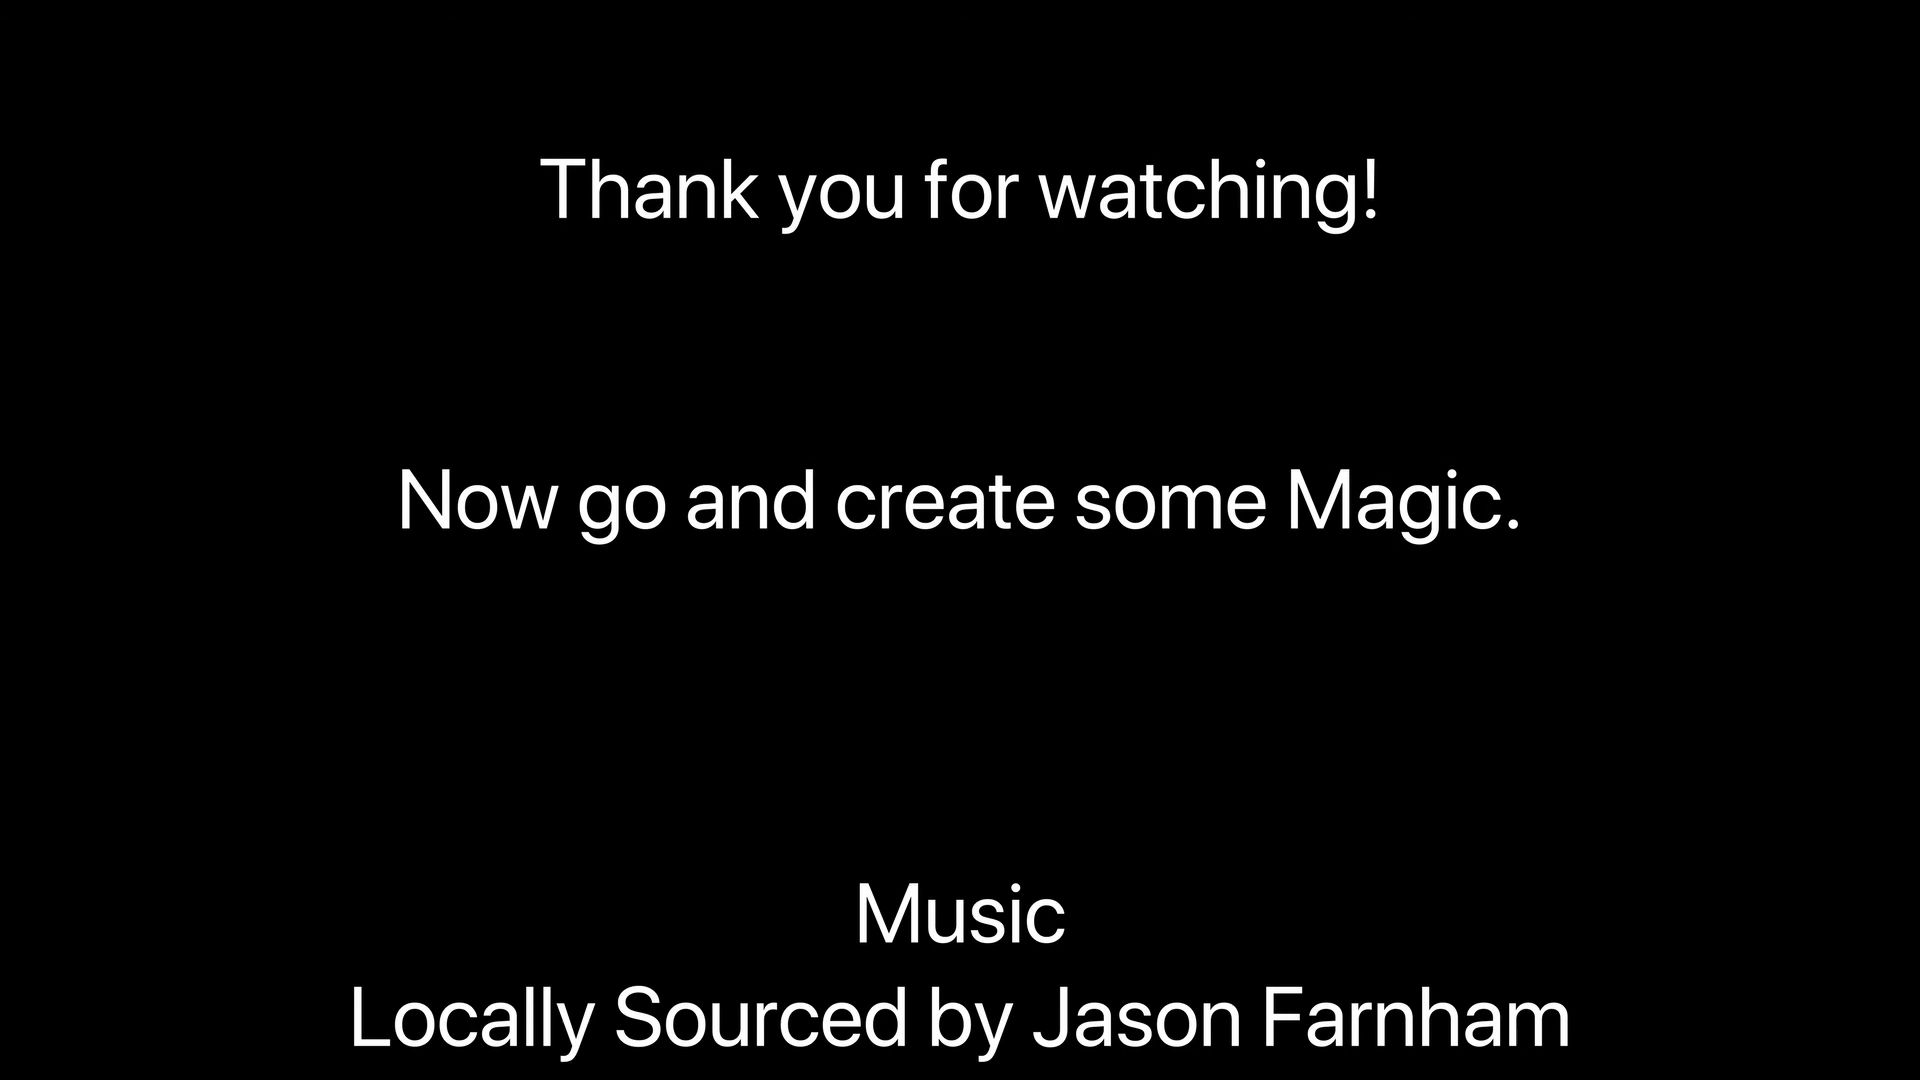 Thank you for watching!
Now go and create some Magic.
Music
Locally Sourced by Jason Farnham